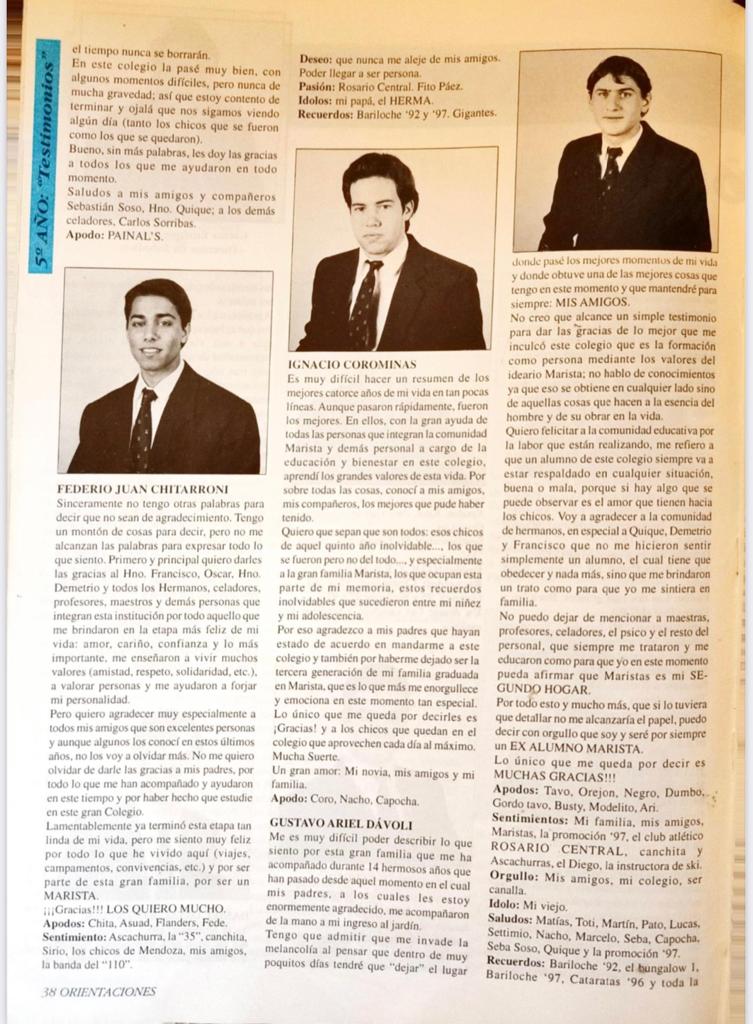 5º AÑO: "Testimonios"
el tiempo nunca se borrarán.
En este colegio la pasé muy bien, con
algunos momentos difíciles, pero nunca de
mucha gravedad; así que estoy contento de
terminar y ojalá que nos sigamos viendo
algún día (tanto los chicos que se fueron
como los que se quedaron).
Bueno, sin más palabras, les doy las gracias
a todos los que me ayudaron en todo
momento.
Saludos a mis amigos y compañeros
Sebastián Soso, Hno. Quique; a los demás
celadores, Carlos Sorribas.
Apodo: PAINAL'S.
FEDERIO JUAN CHITARRONI
Sinceramente no tengo otras palabras para
decir que no sean de agradecimiento. Tengo
un montón de cosas para decir, pero no me
alcanzan las palabras para expresar todo lo
que siento. Primero y principal quiero darles
las gracias al Hno. Francisco, Oscar, Hno.
Demetrio y todos los Hermanos, celadores,
profesores, maestros y demás personas que
integran esta institución por todo aquello que
me brindaron en la etapa más feliz de mi
vida: amor, cariño, confianza y lo más
importante, me enseñaron a vivir muchos
valores (amistad, respeto, solidaridad, etc.),
a valorar personas y me ayudaron a forjar
mi personalidad.
Pero quiero agradecer muy especialmente a
todos mis amigos que son excelentes personas
y aunque algunos los conocí en estos últimos
años, no los voy a olvidar más. No me quiero
olvidar de darle las gracias a mis padres, por
todo lo que me han acompañado y ayudaron
en este tiempo y por haber hecho que estudie
en este gran Colegio.
Lamentablemente ya terminó esta etapa tan
linda de mi vida, pero me siento muy feliz
por todo lo que he vivido aquí (viajes,
campamentos, convivencias, etc.) y por ser
parte de esta gran familia, por ser un
MARISTA.
¡¡¡Gracias!!! LOS QUIERO MUCHO.
Apodos: Chita, Asuad, Flanders, Fede.
Sentimiento: Ascachurra, la "35", canchita,
Sirio, los chicos de Mendoza, mis amigos,
la banda del "110".
Deseo: que nunca me aleje de mis amigos.
Poder llegar a ser persona.
Pasión: Rosario Central. Fito Páez.
Idolos: mi papá, el HERMA.
Recuerdos: Bariloche '92 y '97. Gigantes.
IGNACIO COROMINAS
Es muy difícil hacer un resumen de los
mejores catorce años de mi vida en tan pocas
líneas. Aunque pasaron rápidamente, fueron
los mejores. En ellos, con la gran ayuda de
todas las personas que integran la comunidad
Marista y demás personal a cargo de la
educación y bienestar en este colegio,
aprendí los grandes valores de esta vida. Por
sobre todas las cosas, conocí a mis amigos,
mis compañeros, los mejores que pude haber
tenido.
Quiero que sepan que son todos: esos chicos
de aquel quinto año inolvidable..., los que
se fueron pero no del todo..., y especialmente
a la gran familia Marista, los que ocupan esta
parte de mi memoria, estos recuerdos
inolvidables que sucedieron entre mi niñez
y mi adolescencia.
Por eso agradezco a mis padres que hayan
estado de acuerdo en mandarme a este
colegio y también por haberme dejado ser la
tercera generación de mi familia graduada
en Marista, que es lo que más me enorgullece
y emociona en este momento tan especial.
Lo único que me queda por decirles es
¡Gracias! y a los chicos que quedan en el
colegio que aprovechen cada día al máximo.
Mucha Suerte.
Un gran amor: Mi novia, mis amigos y mi
familia.
Apodo: Coro, Nacho, Capocha.
GUSTAVO ARIEL DÁVOLI
Me es muy difícil poder describir lo que
siento por esta gran familia que me ha
acompañado durante 14 hermosos años que
han pasado desde aquel momento en el cual
mis padres, a los cuales les estoy
enormemente agradecido, me acompañaron
de la mano a mi ingreso al jardín.
Tengo que admitir que me invade la
melancolía al pensar que dentro de muy
poquitos días tendré que "dejar" el lugar
donde pasé los mejores momentos de mi vida
y donde obtuve una de las mejores cosas que
tengo en este momento y que mantendré para
siempre: MIS AMIGOS.
No creo que alcance un simple testimonio
para dar las gracias de lo mejor que me
inculcó este colegio que es la formación
como persona mediante los valores del
ideario Marista; no hablo de conocimientos
ya que eso se obtiene en cualquier lado sino
de aquellas cosas que hacen a la esencia del
hombre y de su obrar en la vida.
Quiero felicitar a la comunidad educativa por
la labor que están realizando, me refiero a
que un alumno de este colegio siempre va a
estar respaldado en cualquier situación,
buena o mala, porque si hay algo que se
puede observar es el amor que tienen hacia
los chicos. Voy a agradecer a la comunidad
de hermanos, en especial a Quique, Demetrio
y Francisco que no me hicieron sentir
simplemente un alumno, el cual tiene que
obedecer y nada más, sino que me brindaron
un trato como para que yo me sintiera en
familia.
No puedo dejar de mencionar a maestras,
profesores, celadores, el psico y el resto del
personal, que siempre me trataron y me
educaron como para que yo en este momento
pueda afirmar que Maristas es mi SE-
GUNDO HOGAR.
Por todo esto y mucho más, que si lo tuviera
que detallar no me alcanzaría el papel, puedo
decir con orgullo que soy y seré por siempre
un EX ALUMNO MARISTA.
Lo único que me queda por decir es
MUCHAS GRACIAS!!!
Apodos: Tavo, Orejon, Negro, Dumbo,
Gordo tavo, Busty, Modelito, Ari.
Sentimientos: Mi familia, mis amigos,
Maristas, la promoción '97, el club atlético
ROSARIO CENTRAL, canchita y
Ascachurras, el Diego, la instructora de ski.
Orgullo: Mis amigos, mi colegio, ser
canalla.
Idolo: Mi viejo.
Saludos: Matías, Toti, Martín, Pato, Lucas,
Settimio, Nacho, Marcelo, Seba, Capocha,
Seba Soso, Quique y la promoción '97.
Recuerdos: Bariloche '92, el bungalow 1,
Bariloche '97, Cataratas '96 y toda la
38 ORIENTACIONES